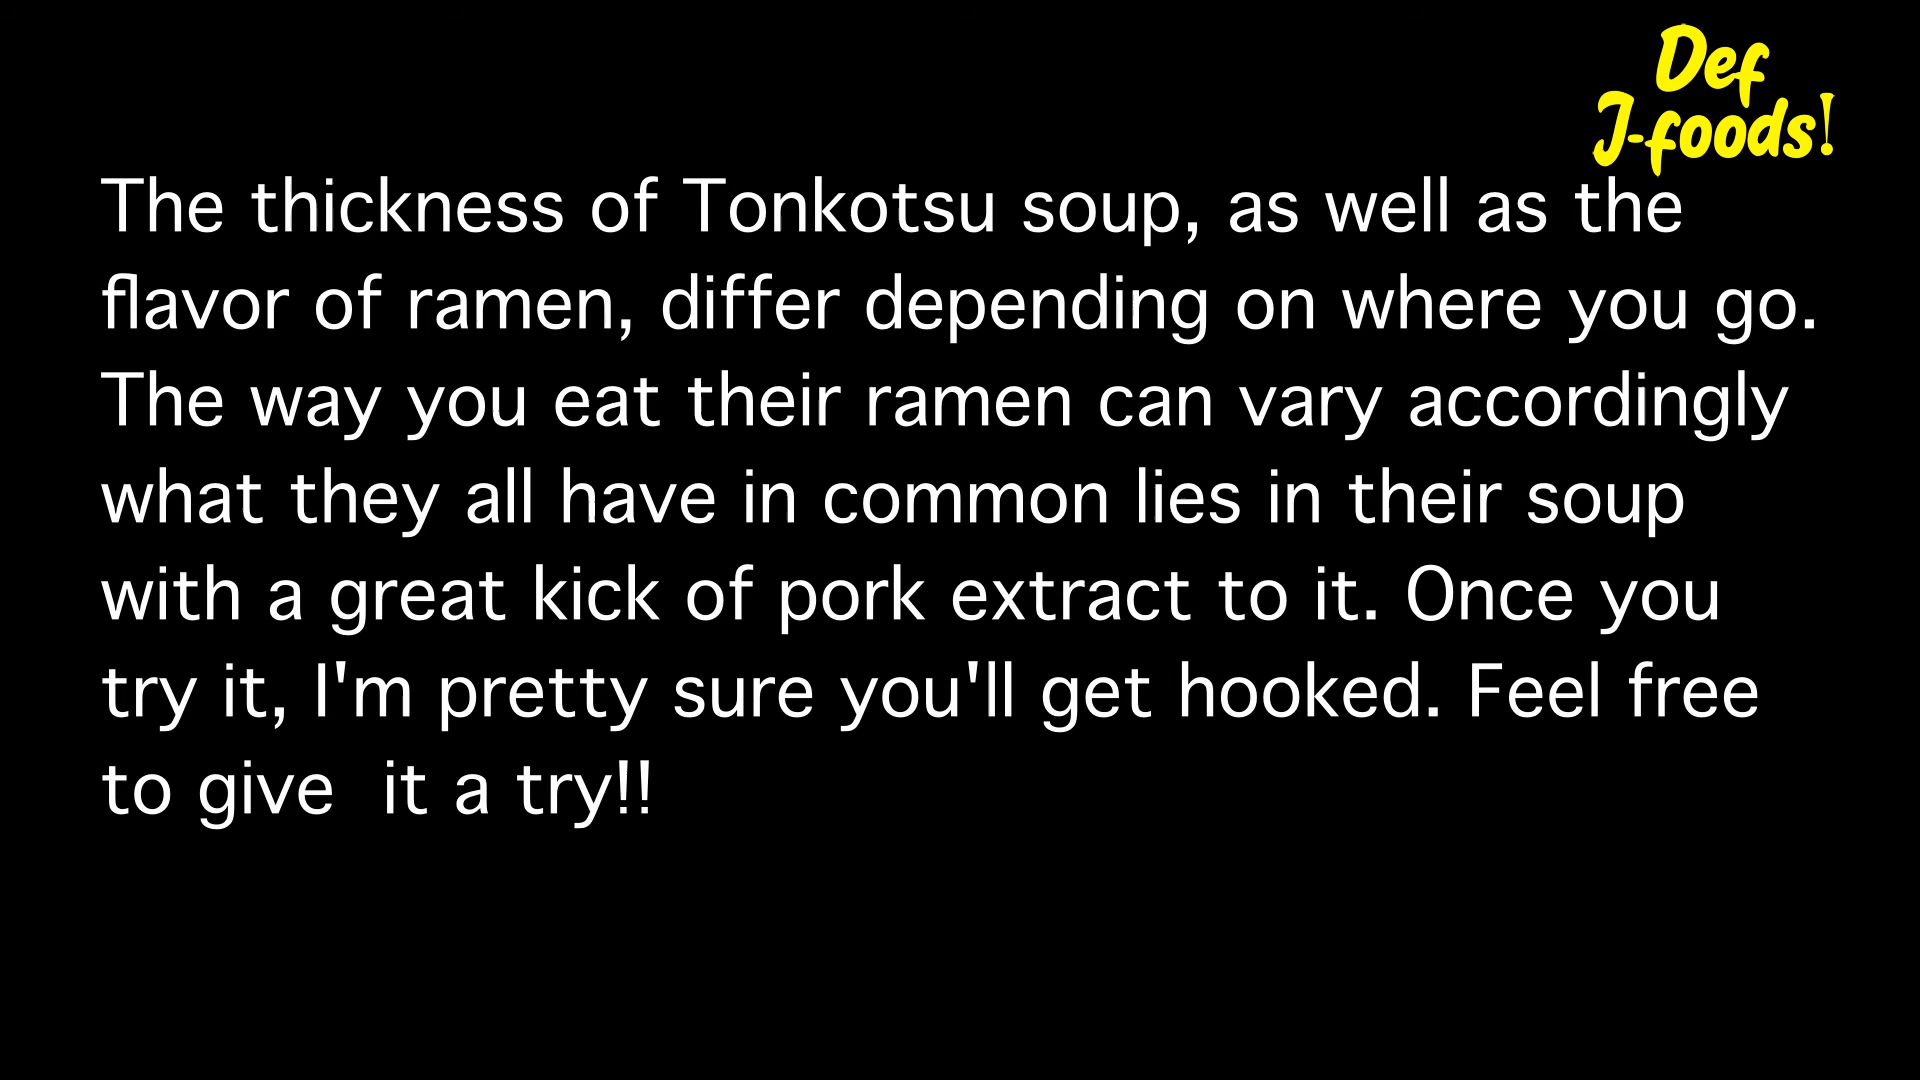 Def
J-foods!
The thickness of Tonkotsu soup, as well as the
flavor of ramen, differ depending on where you go.
The way you eat their ramen can vary accordingly
what they all have in common lies in their soup
with a great kick of pork extract to it. Once you
try it, I'm pretty sure you'll get hooked. Feel free
to give  it a try!!